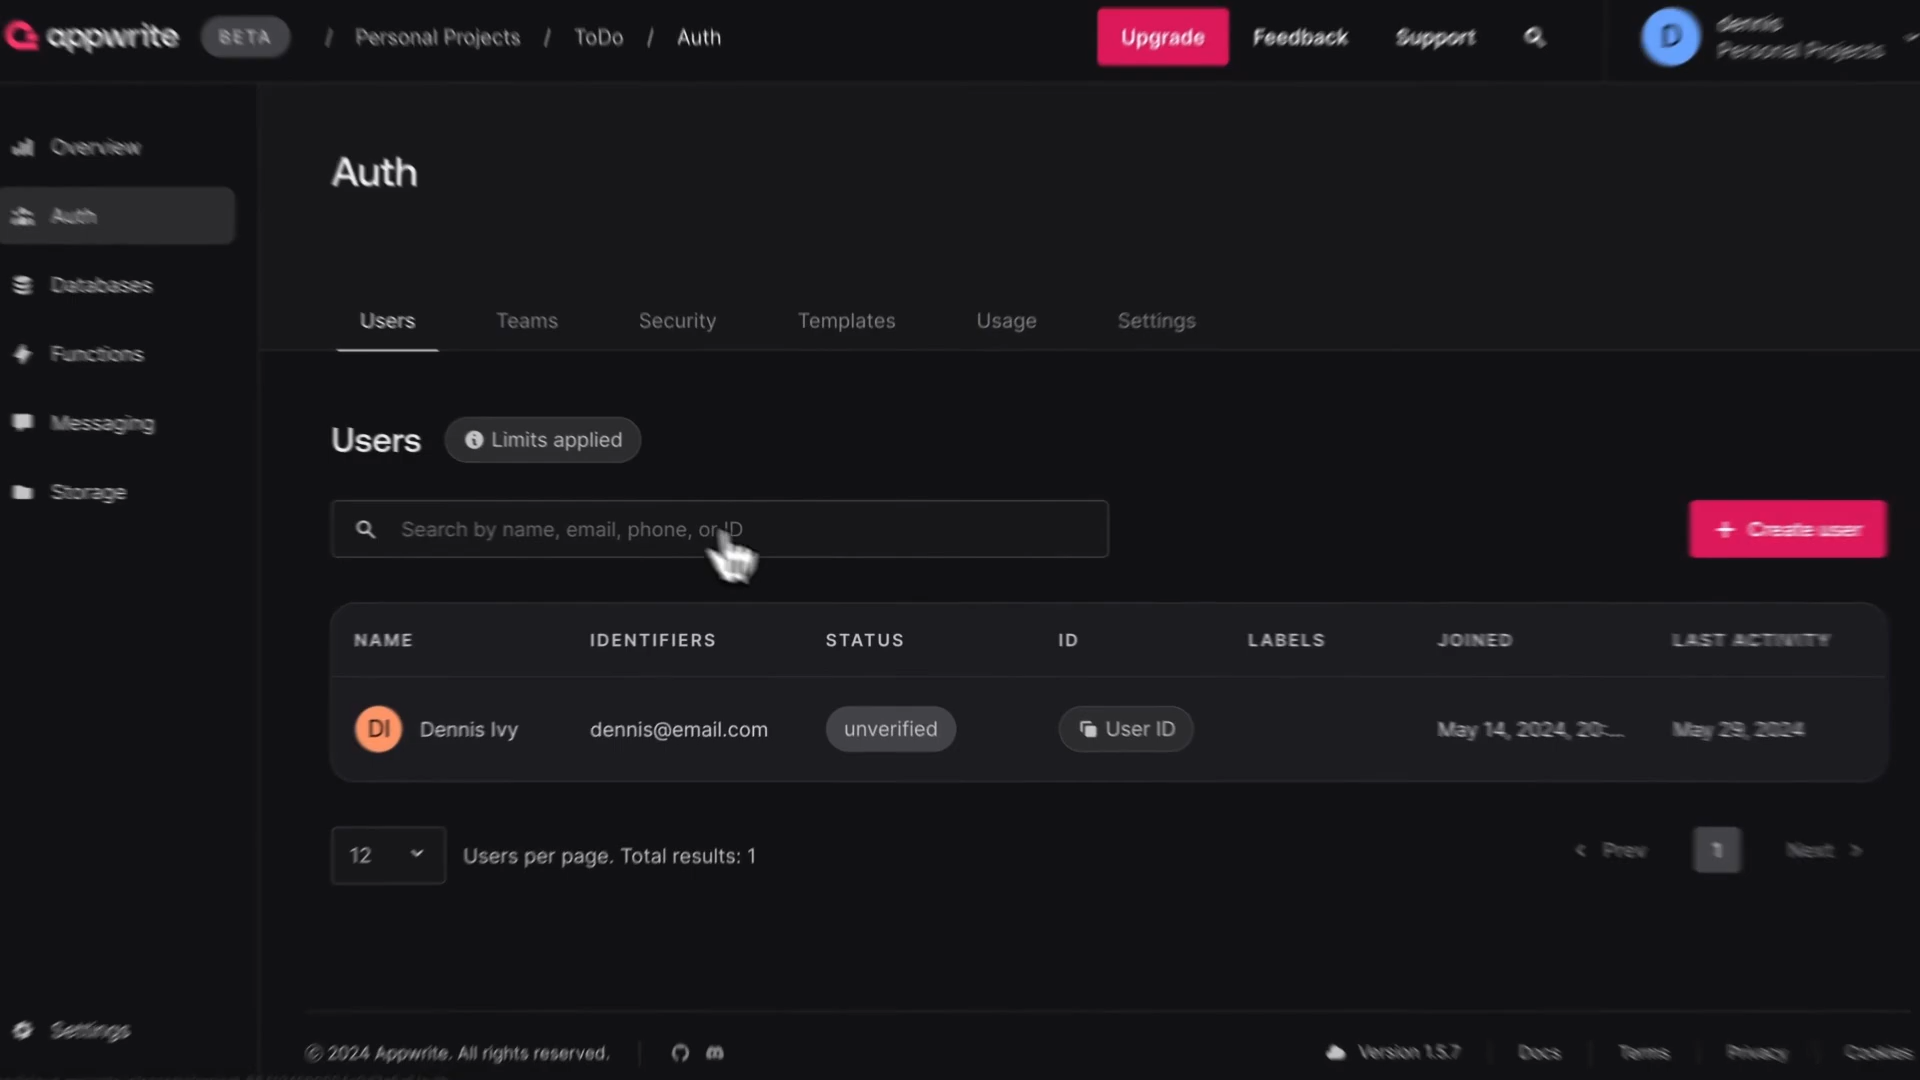 appwrite BETA / Personal Projects / ToDo / Auth Upgrade Feedback Support D dennis
Personal Projects
Overview
Auth
Databases
Functions
Messaging
Storage
Settings
Auth
Users Teams Security Templates Usage Settings
Users Limits applied
Search by name, email, phone, or ID
+ Create user
NAME IDENTIFIERS STATUS ID LABELS JOINED LAST ACTIVITY
DI Dennis Ivy dennis@email.com unverified User ID May 14, 2024, 20:... May 29, 2024
12 Users per page. Total results: 1 < Prev 1 Next >
© 2024 Appwrite. All rights reserved. Version 1.5.7 Docs Terms Privacy Cookies